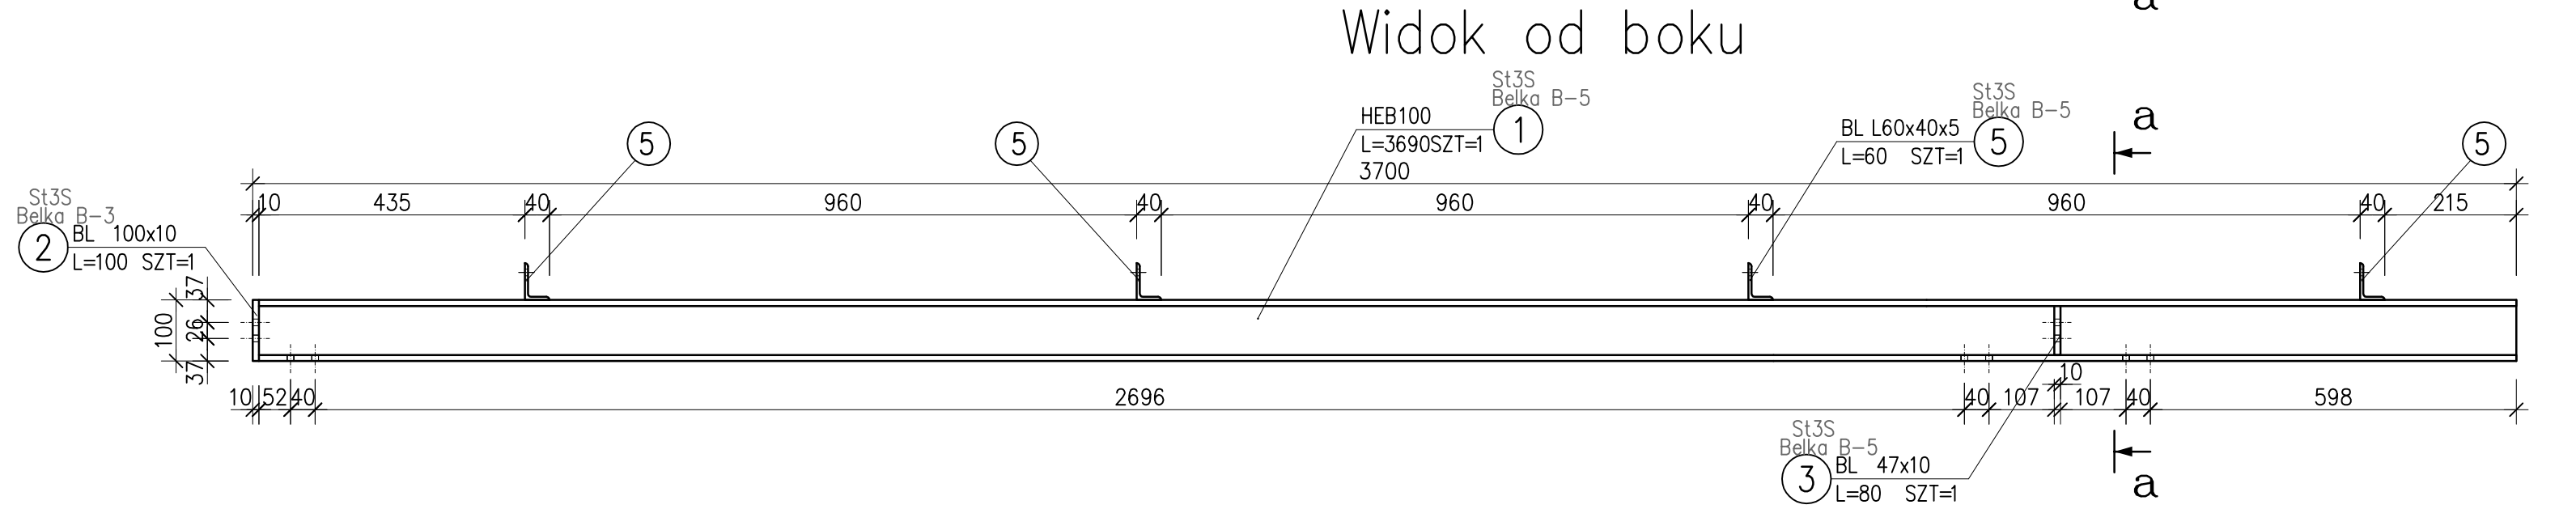 a
Widok od boku
St3S
Belka B-5
1
HEB100
L=3690SZT=1
3700
St3S
Belka B-5
5
BL L60x40x5
L=60 SZT=1
a
5
5
5
10 435 40 960 40 960 40 960 40 215
St3S
Belka B-3
2
BL 100x10
L=100 SZT=1
37
100
26
37
10 52 40 2696 40 107 10 107 40 598
St3S
Belka B-5
3
BL 47x10
L=80 SZT=1
a